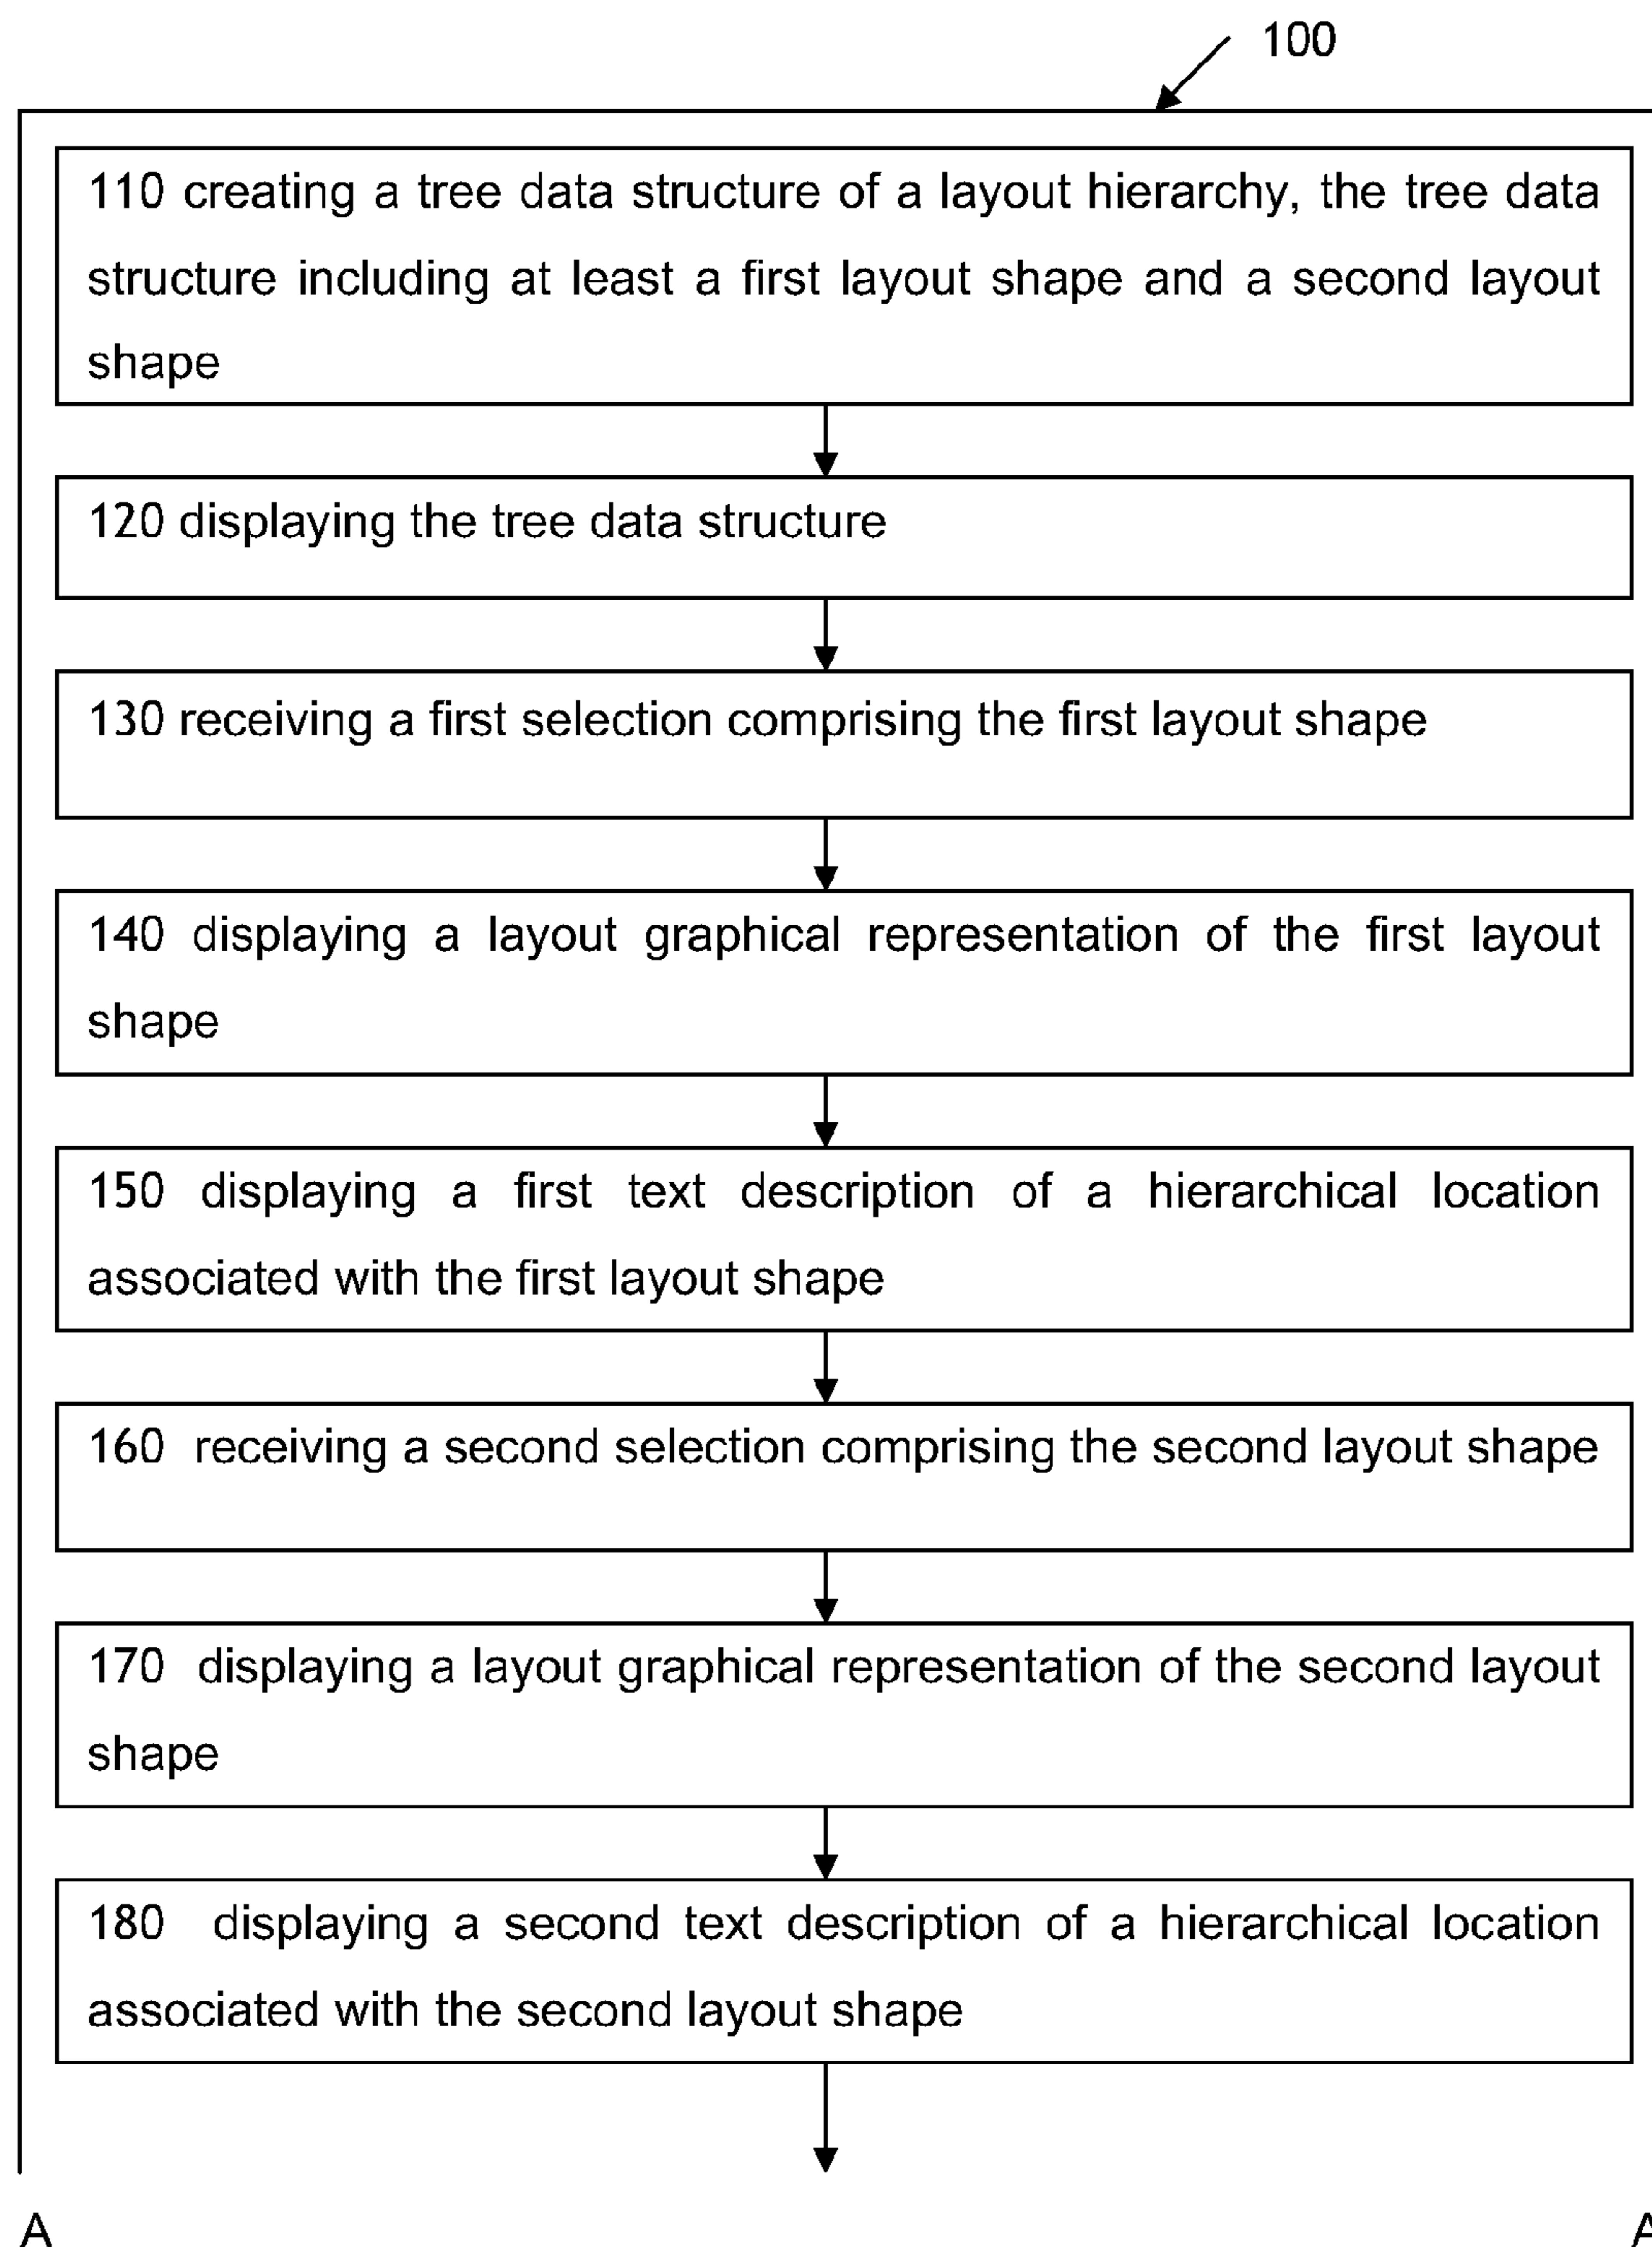 100
110 creating a tree data structure of a layout hierarchy, the tree data
structure including at least a first layout shape and a second layout
shape
120 displaying the tree data structure
130 receiving a first selection comprising the first layout shape
140 displaying a layout graphical representation of the first layout
shape
150 displaying a first text description of a hierarchical location
associated with the first layout shape
160 receiving a second selection comprising the second layout shape
170 displaying a layout graphical representation of the second layout
shape
180 displaying a second text description of a hierarchical location
associated with the second layout shape
A A